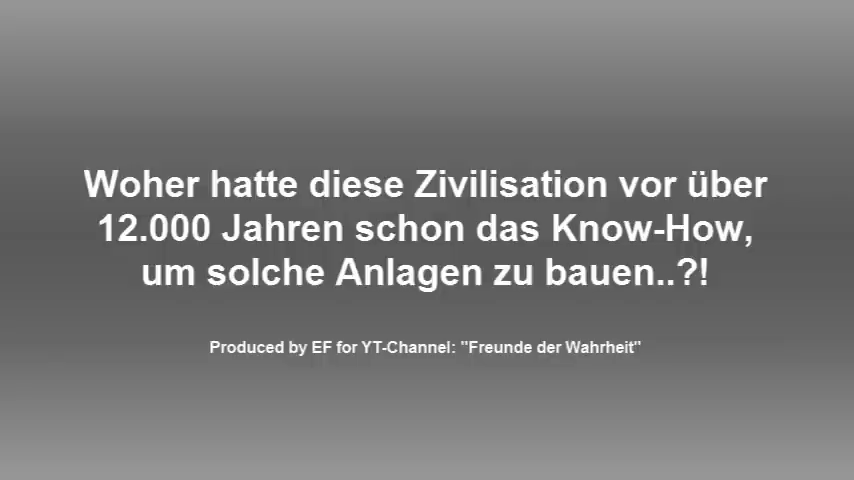 Woher hatte diese Zivilisation vor über
12.000 Jahren schon das Know-How,
um solche Anlagen zu bauen..?!
Produced by EF for YT-Channel: "Freunde der Wahrheit"